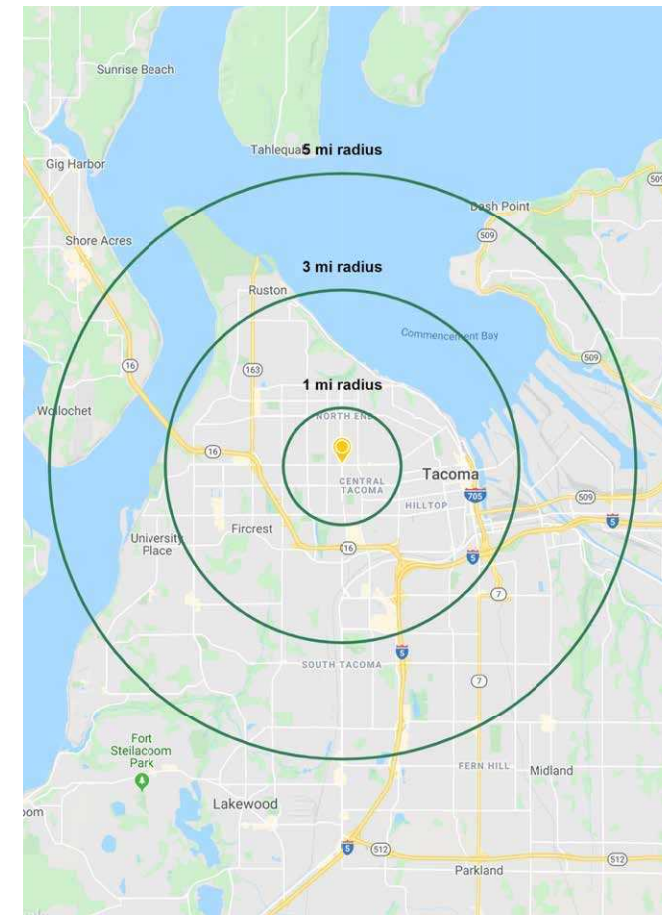 Sunrise Beach
Tahlequa
5 mi radius
Gig Harbor
509
509
Dash Point
Shore Acres
509
3 mi radius
Ruston
Commencement Bay
16
163
509
1 mi radius
Wollochet
NORTH END
16
Tacoma
CENTRAL
TACOMA
705
509
HILLTOP
5
University
Place
Fircrest
16
5
7
5
SOUTH TACOMA
7
Fort
Steilacoom
Park
FERN HILL
Midland
oom
Lakewood
5
512
512
Parkland